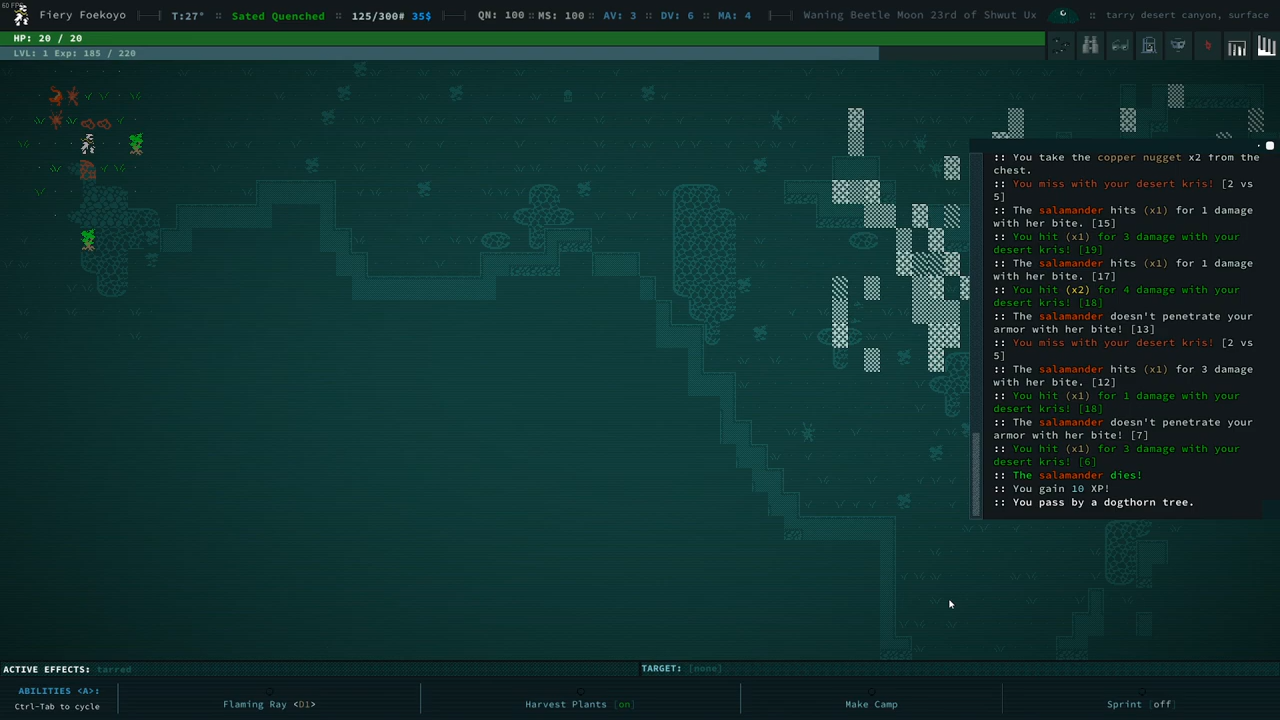 60 FPS
Fiery Foekoyo T:27° Sated Quenched :: 125/300# 35$ QN: 100 :: MS: 100 :: AV: 3 :: DV: 6 :: MA: 4 Waning Beetle Moon 23rd of Shwut Ux :: tarry desert canyon, surface
HP: 20 / 20
LVL: 1 Exp: 185 / 220
:: You take the copper nugget x2 from the
chest.
:: You miss with your desert kris! [2 vs
5]
:: The salamander hits (x1) for 1 damage
with her bite. [15]
:: You hit (x1) for 3 damage with your
desert kris! [19]
:: The salamander hits (x1) for 1 damage
with her bite. [17]
:: You hit (x2) for 4 damage with your
desert kris! [18]
:: The salamander doesn't penetrate your
armor with her bite! [13]
:: You miss with your desert kris! [2 vs
5]
:: The salamander hits (x1) for 3 damage
with her bite. [12]
:: You hit (x1) for 1 damage with your
desert kris! [18]
:: The salamander doesn't penetrate your
armor with her bite! [7]
:: You hit (x1) for 3 damage with your
desert kris! [6]
:: The salamander dies!
:: You gain 10 XP!
:: You pass by a dogthorn tree.
ACTIVE EFFECTS: tarred TARGET: [none]
ABILITIES <A>:
Ctrl-Tab to cycle
Flaming Ray <D1> Harvest Plants [on] Make Camp Sprint [off]